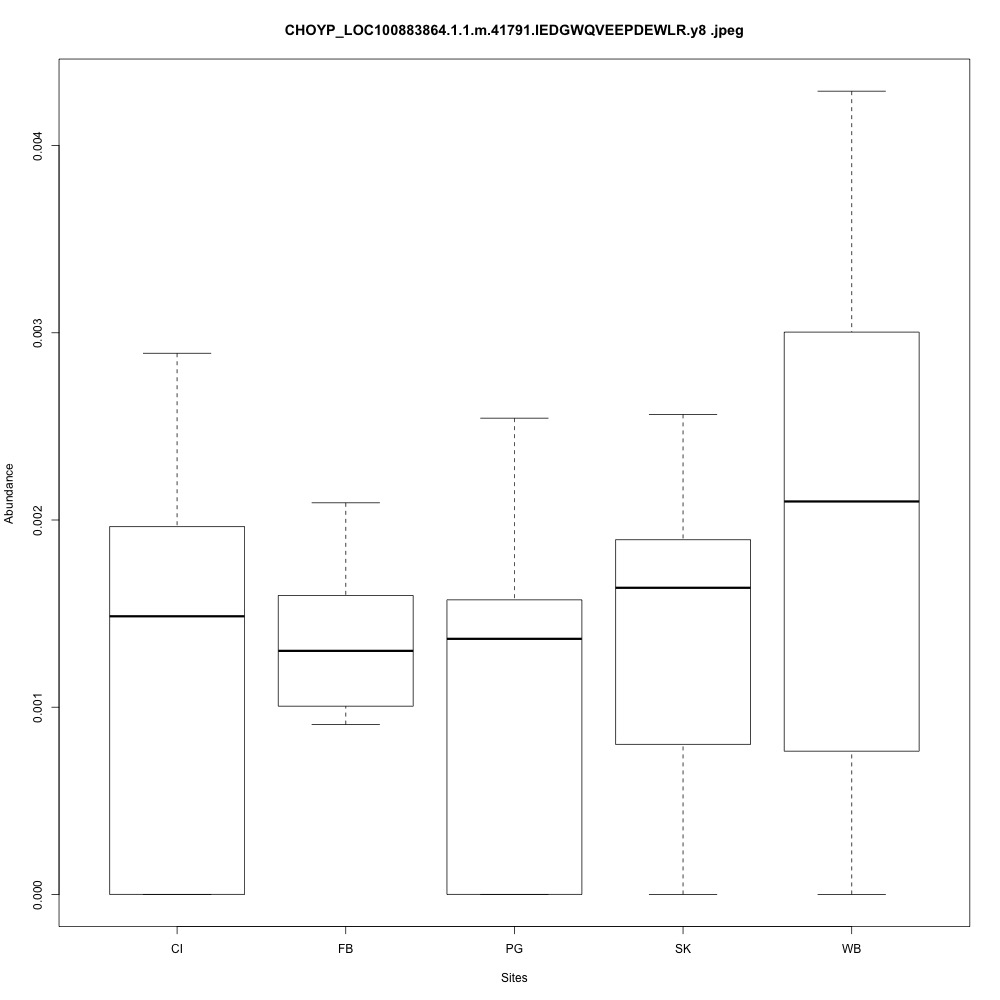 CHOYP_LOC100883864.1.1.m.41791.IEDGWQVEEPDEWLR.y8 .jpeg
Abundance
0.004
0.003
0.002
0.001
0.000
CI FB PG SK WB
Sites